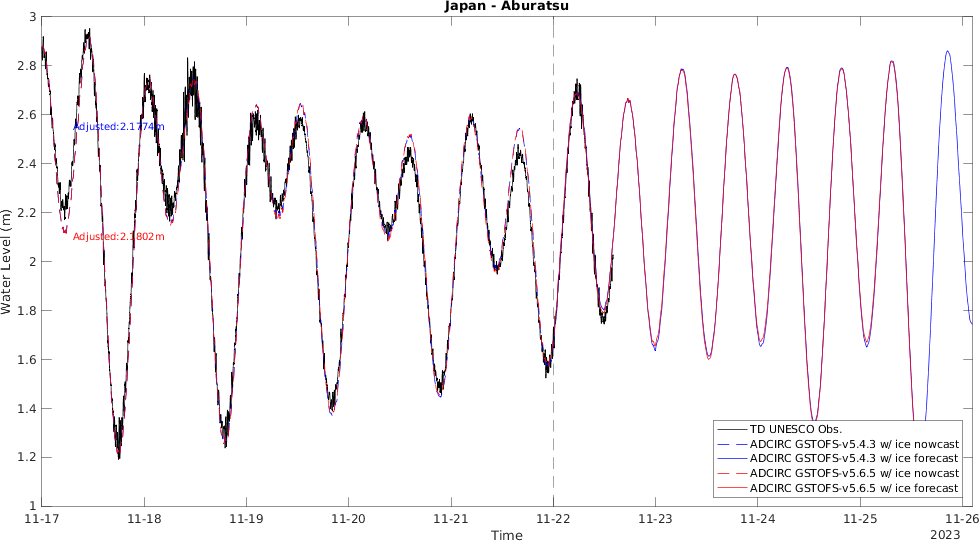 Japan - Aburatsu
3
2.8
2.6
2.4
2.2
2
1.8
1.6
1.4
1.2
1
Water Level (m)
Adjusted:2.1774m
Adjusted:2.1802m
TD UNESCO Obs.
ADCIRC GSTOFS-v5.4.3 w/ ice nowcast
ADCIRC GSTOFS-v5.4.3 w/ ice forecast
ADCIRC GSTOFS-v5.6.5 w/ ice nowcast
ADCIRC GSTOFS-v5.6.5 w/ ice forecast
11-17 11-18 11-19 11-20 11-21 11-22 11-23 11-24 11-25 11-26
Time
2023